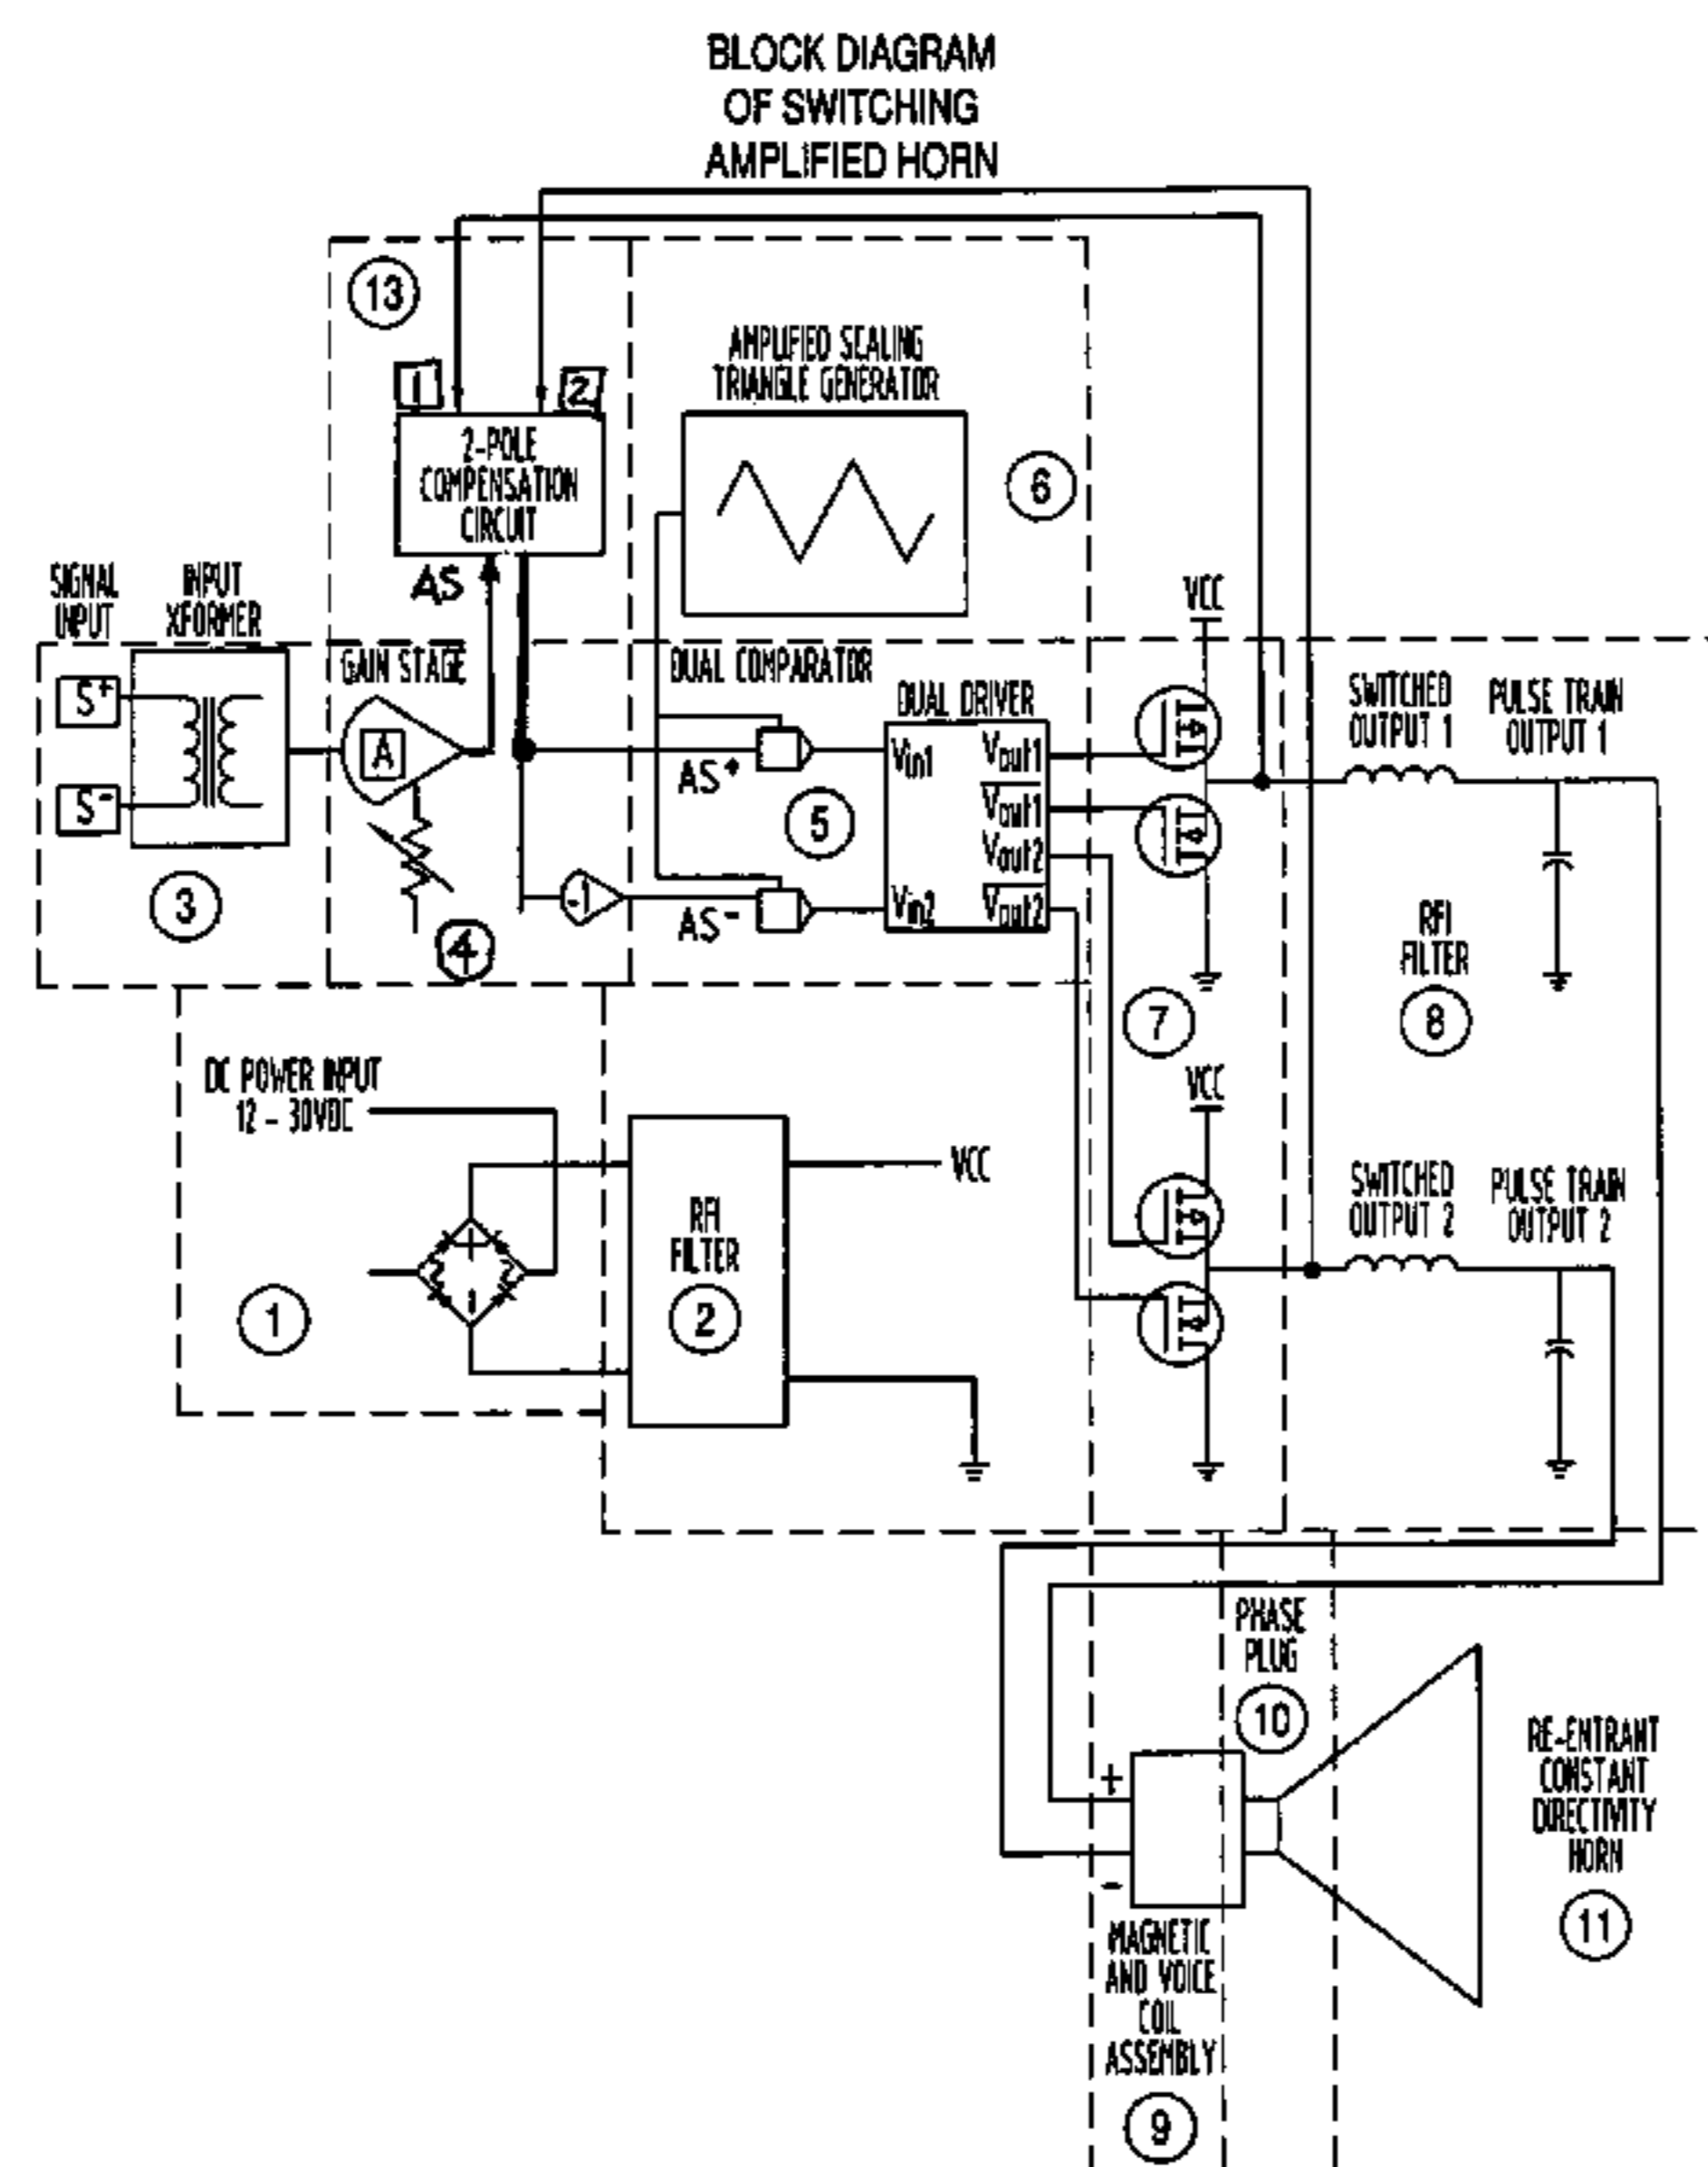 BLOCK DIAGRAM
OF SWITCHING
AMPLIFIED HORN
13
1
2
2-POLE
COMPENSATION
CIRCUIT
AS
AMPLIFIED SCALING
TRIANGLE GENERATOR
6
SIGNAL
INPUT
INPUT
XFORMER
S+
S-
3
GAIN STAGE
A
4
-1
DUAL COMPARATOR
AS+
AS-
5
DUAL DRIVER
Vin1
Vin2
Vout1
Vout1
Vout2
Vout2
VCC
7
SWITCHED
OUTPUT 1
PULSE TRAIN
OUTPUT 1
RFI
FILTER
8
DC POWER INPUT
12 - 30VDC
1
RFI
FILTER
2
VCC
VCC
SWITCHED
OUTPUT 2
PULSE TRAIN
OUTPUT 2
PHASE
PLUG
10
+
-
RE-ENTRANT
CONSTANT
DIRECTIVITY
HORN
11
MAGNETIC
AND VOICE
COIL
ASSEMBLY
9